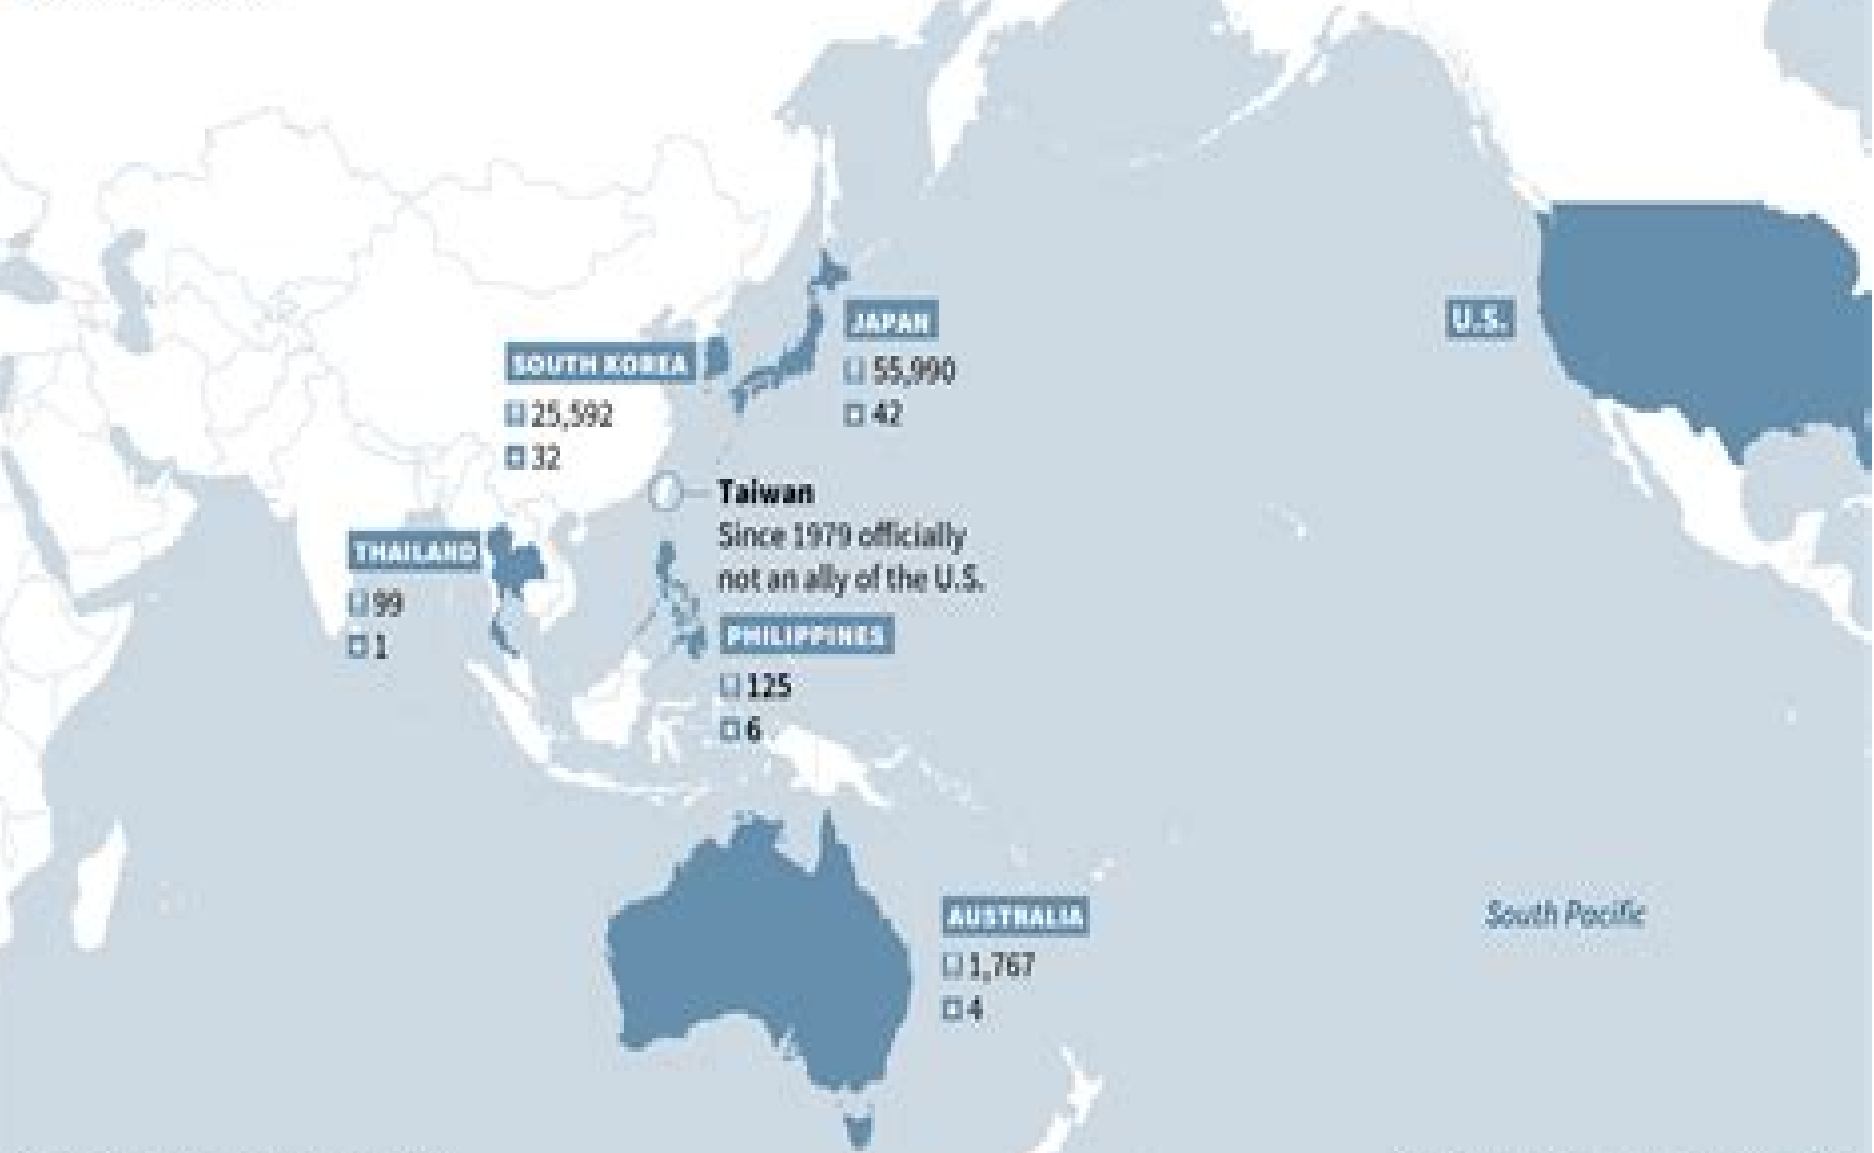 JAPAN
55,990
42
U.S.
SOUTH KOREA
25,592
32
Taiwan
Since 1979 officially
not an ally of the U.S.
THAILAND
99
1
PHILIPPINES
125
6
AUSTRALIA
1,767
4
South Pacific